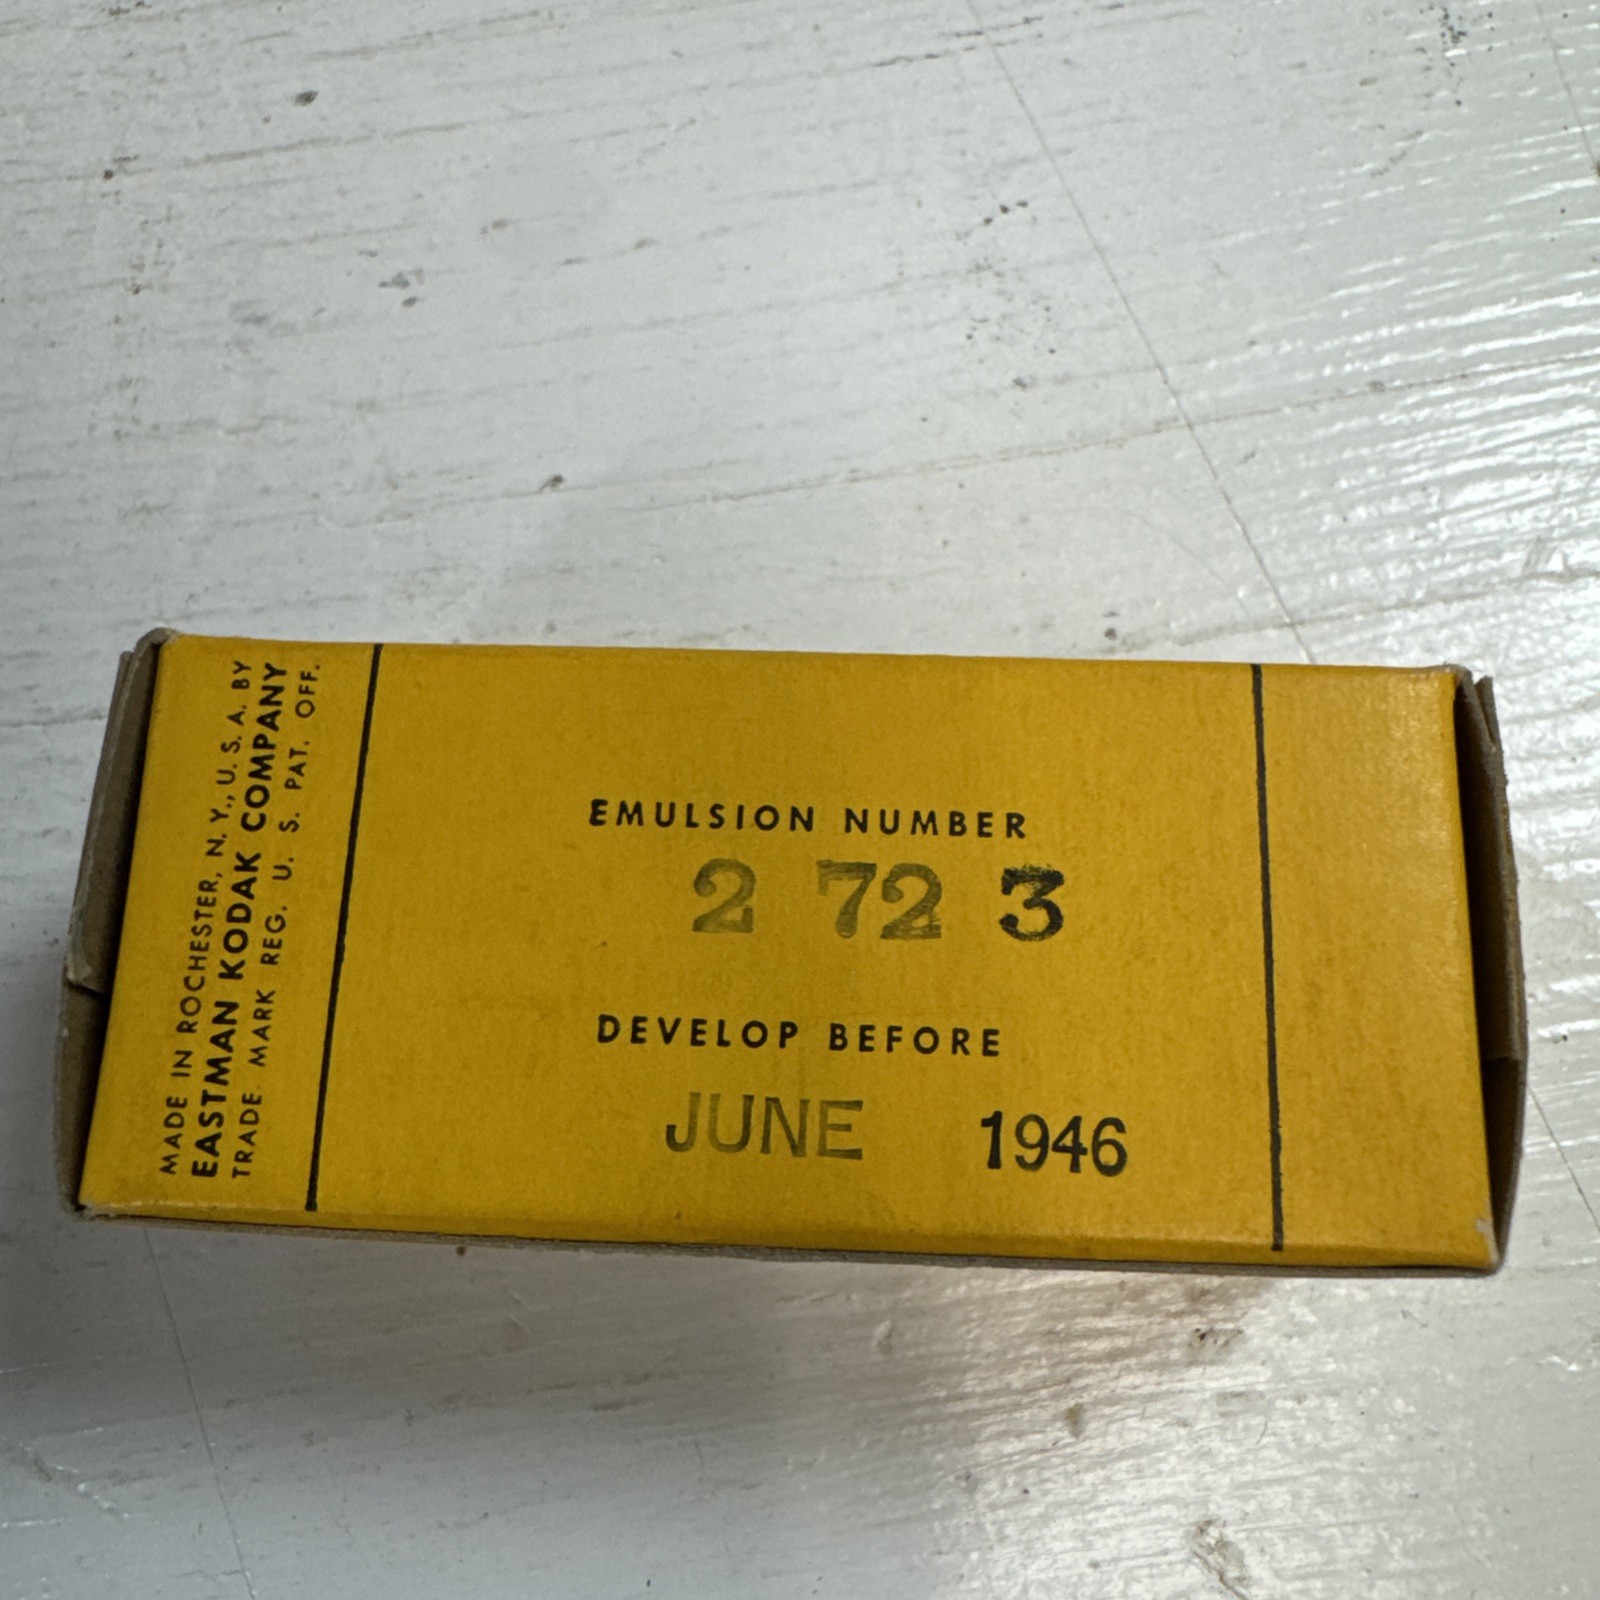 MADE IN ROCHESTER, N. Y., U. S. A. BY
EASTMAN KODAK COMPANY
TRADE MARK REG. U. S. PAT. OFF.
EMULSION NUMBER
2 72 3
DEVELOP BEFORE
JUNE 1946